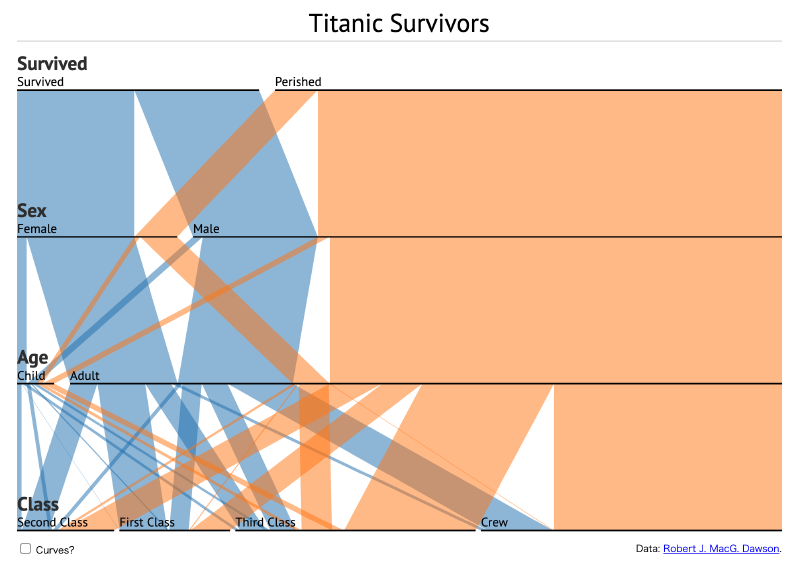 Titanic Survivors
Survived
Survived Perished
Sex
Female Male
Age
Child Adult
Class
Second Class First Class Third Class Crew
Curves? Data: Robert J. MacG. Dawson.